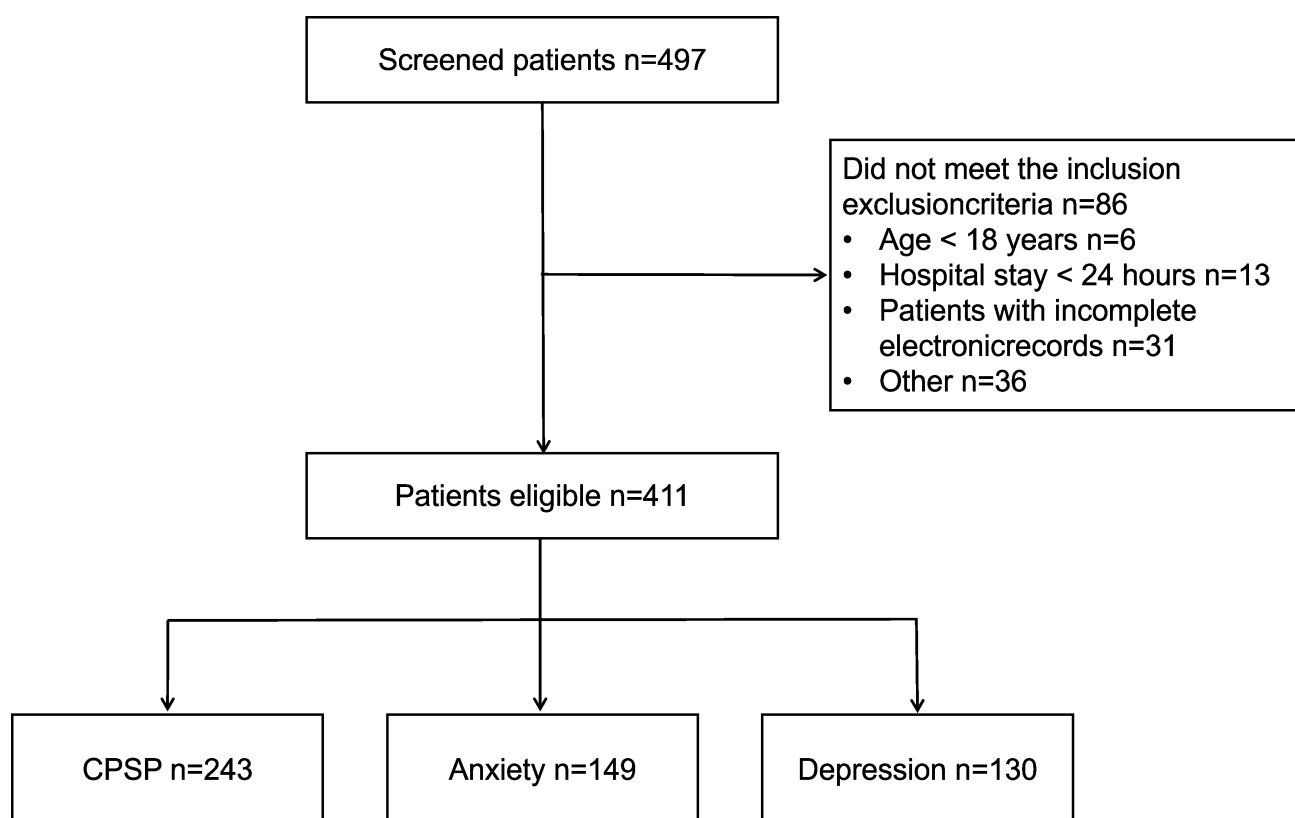 Screened patients n=497
Did not meet the inclusion
exclusioncriteria n=86
• Age < 18 years n=6
• Hospital stay < 24 hours n=13
• Patients with incomplete
electronicrecords n=31
• Other n=36
Patients eligible n=411
CPSP n=243
Anxiety n=149
Depression n=130